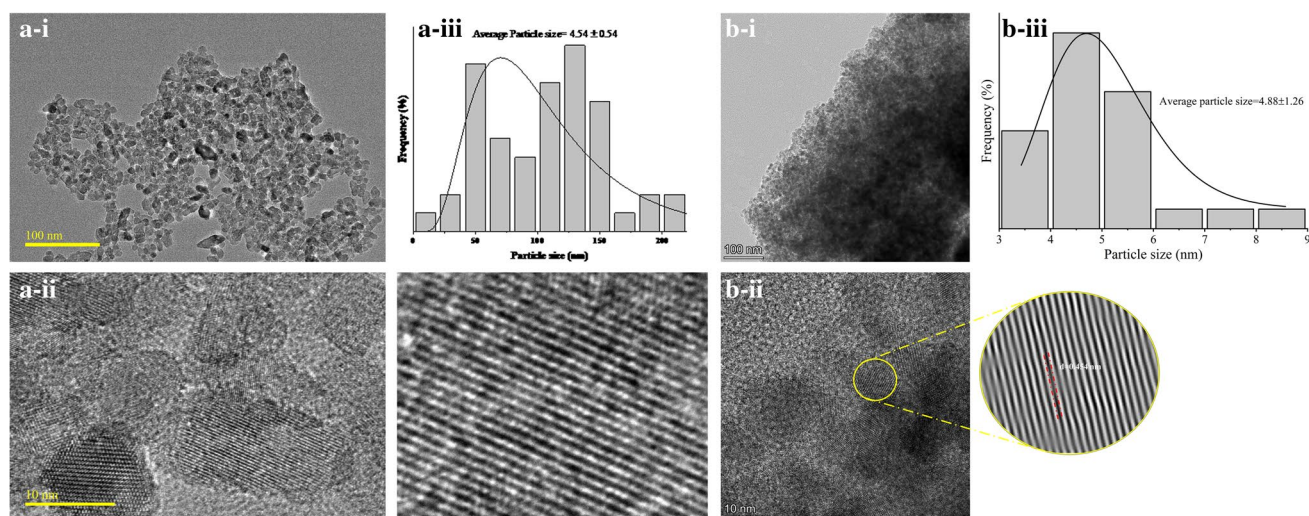 a-i
100 nm
a-iii
Average Particle size= 4.54 ±0.54
Frequency (%)
0 50 100 150 200
Particle size (nm)
b-i
100 nm
b-iii
Average particle size=4.88±1.26
Frequency (%)
3 4 5 6 7 8 9
Particle size (nm)
a-ii
10 nm
b-ii
10 nm
d=0.454nm